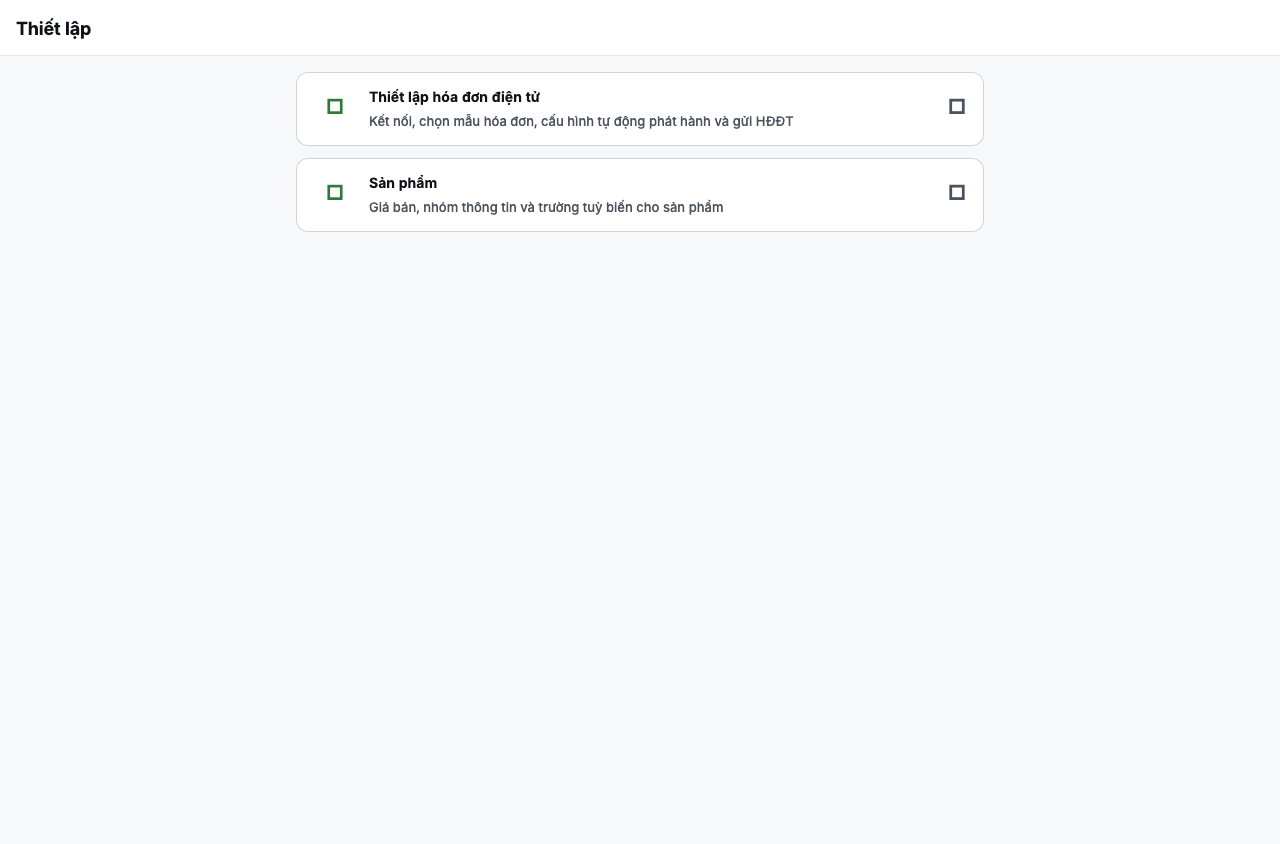 Thiết lập
Thiết lập hóa đơn điện tử
Kết nối, chọn mẫu hóa đơn, cấu hình tự động phát hành và gửi HĐĐT
Sản phẩm
Giá bán, nhóm thông tin và trường tuỳ biến cho sản phẩm